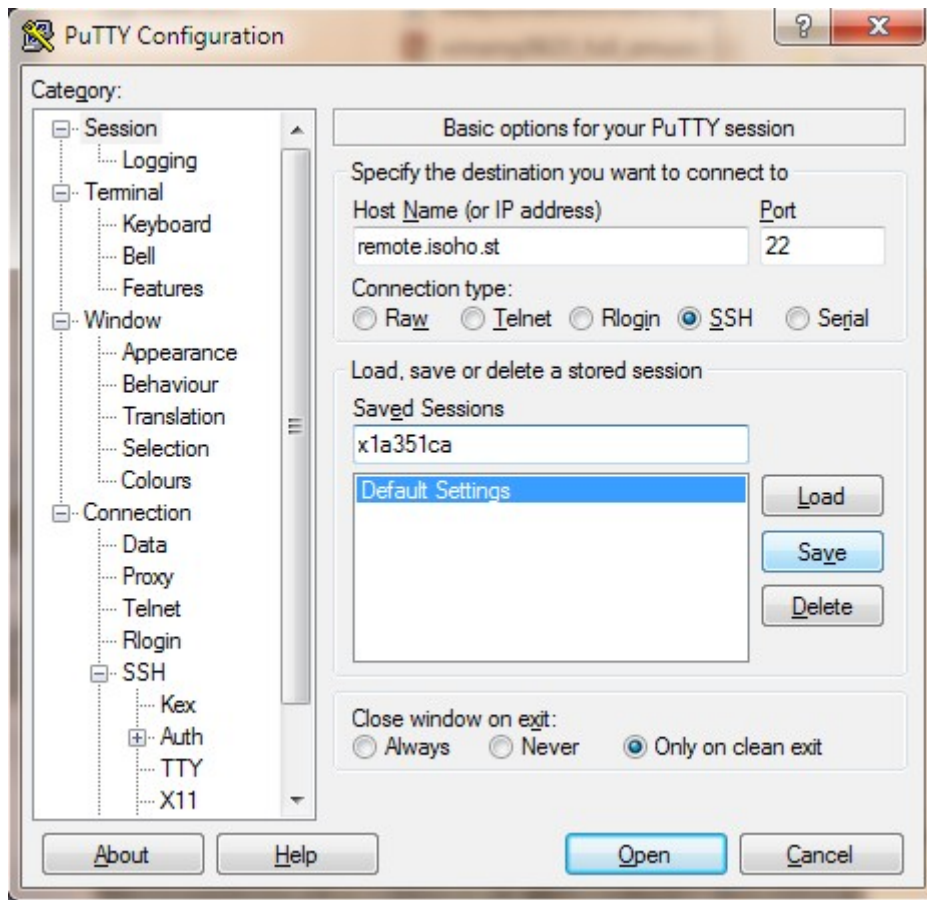 PuTTY Configuration
Category:
Session
Logging
Terminal
Keyboard
Bell
Features
Window
Appearance
Behaviour
Translation
Selection
Colours
Connection
Data
Proxy
Telnet
Rlogin
SSH
Kex
Auth
TTY
X11
Basic options for your PuTTY session
Specify the destination you want to connect to
Host Name (or IP address) Port
remote.isoho.st 22
Connection type:
Raw Telnet Rlogin SSH Serial
Load, save or delete a stored session
Saved Sessions
x1a351ca
Default Settings
Load
Save
Delete
Close window on exit:
Always Never Only on clean exit
About Help Open Cancel